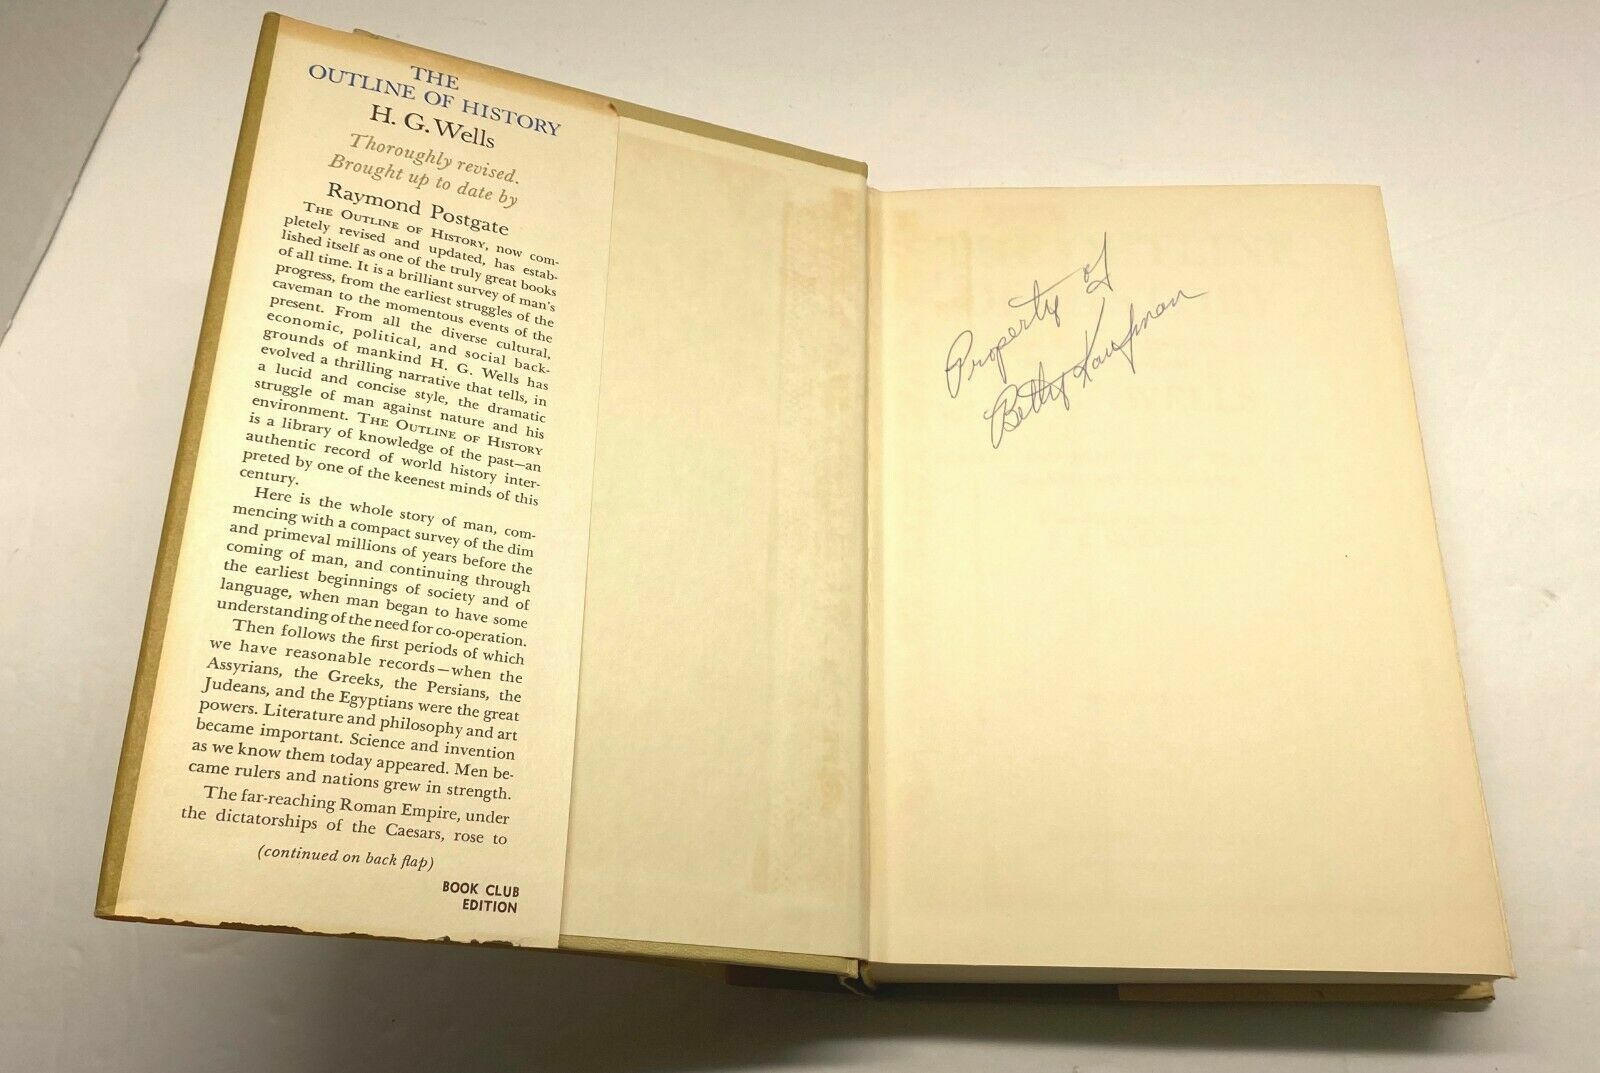 THE
OUTLINE OF HISTORY
H. G. Wells
Thoroughly revised.
Brought up to date by
Raymond Postgate
THE OUTLINE OF HISTORY, now com-
pletely revised and updated, has estab-
lished itself as one of the truly great books
of all time. It is a brilliant survey of man's
progress, from the earliest struggles of the
caveman to the momentous events of the
present. From all the diverse cultural,
economic, political, and social back-
grounds of mankind H. G. Wells has
evolved a thrilling narrative that tells, in
a lucid and concise style, the dramatic
struggle of man against nature and his
environment. THE OUTLINE OF HISTORY
is a library of knowledge of the past—an
authentic record of world history inter-
preted by one of the keenest minds of this
century.
Here is the whole story of man, com-
mencing with a compact survey of the dim
and primeval millions of years before the
coming of man, and continuing through
the earliest beginnings of society and of
language, when man began to have some
understanding of the need for co-operation.
Then follows the first periods of which
we have reasonable records—when the
Assyrians, the Greeks, the Persians, the
Judeans, and the Egyptians were the great
powers. Literature and philosophy and art
became important. Science and invention
as we know them today appeared. Men be-
came rulers and nations grew in strength.
The far-reaching Roman Empire, under
the dictatorships of the Caesars, rose to
(continued on back flap)
BOOK CLUB
EDITION
Property of
Betty Kaufman